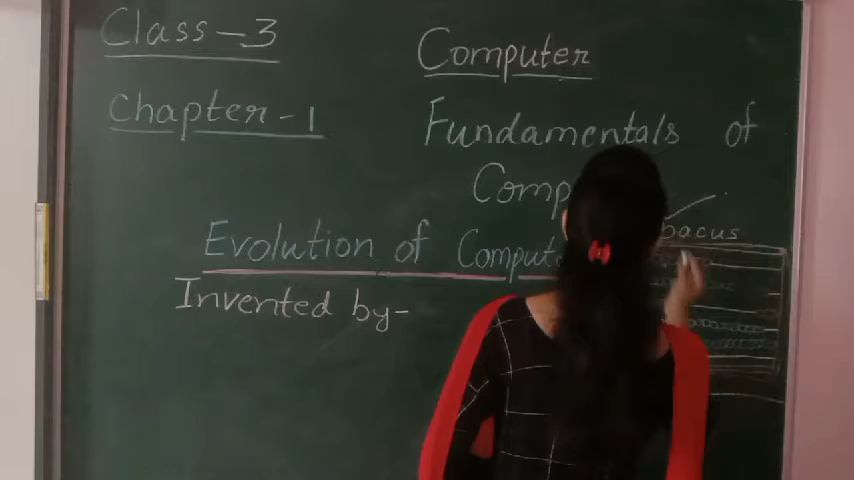 Class-3
Computer
Chapter-1
Fundamentals of
Evolution of
Invented by-